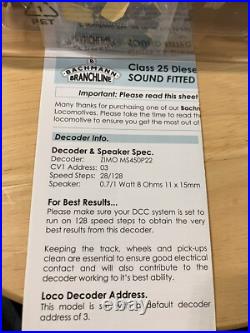 PET
BACHMANN
BRANCHLINE
Class 25 Diese
SOUND FITTED
Important: Please read this sheet
Many thanks for purchasing one of our Bachm
Locomotives. Please take the time to read the
locomotive to ensure you get the most out of
Decoder Info.
Decoder & Speaker Spec.
Decoder: ZIMO MS450P22
CV1 Address: 03
Speed Steps: 28/128
Speaker: 0.7/1 Watt 8 Ohms 11 x 15mm
For Best Results...
Please make sure your DCC system is set to
run on 128 speed steps to obtain the very
best results from this decoder.
Keeping the track, wheels and pick-ups
clean are essential to ensure good electrical
contact and will also contribute to the
decoder working to it's best ability.
Loco Decoder Address.
This model is set to default decoder
address of 3.